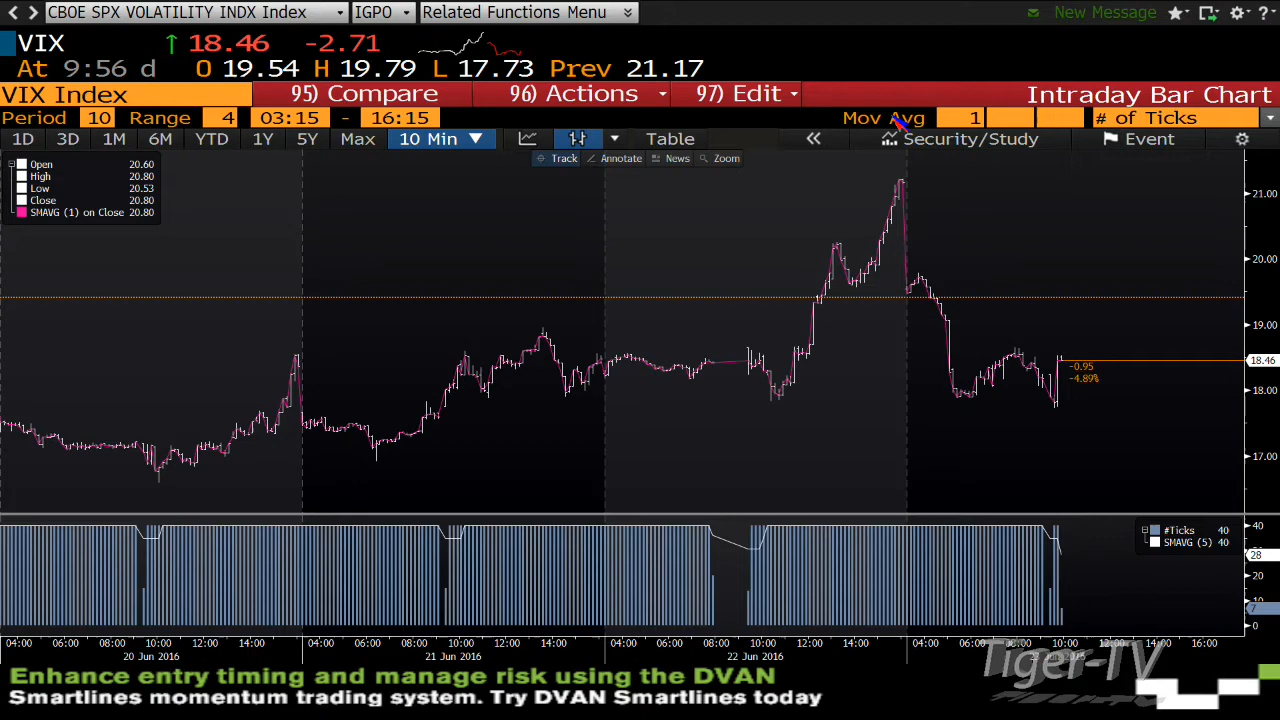 CBOE SPX VOLATILITY INDX Index IGPO Related Functions Menu New Message
VIX 18.46 -2.71
At 9:56 d O 19.54 H 19.79 L 17.73 Prev 21.17
VIX Index 95) Compare 96) Actions 97) Edit Intraday Bar Chart
Period 10 Range 4 03:15 - 16:15 Mov Avg 1 # of Ticks
1D 3D 1M 6M YTD 1Y 5Y Max 10 Min Table Security/Study Event
Track Annotate News Zoom
Open 20.60
High 20.80
Low 20.53
Close 20.80
SMAVG (1) on Close 20.80
21.00
20.00
19.00
18.46
-0.95
-4.89%
18.00
17.00
#Ticks 40
SMAVG (5) 40
40
28
20
10
7
0
04:00 06:00 08:00 10:00 12:00 14:00 04:00 06:00 08:00 10:00 12:00 14:00 04:00 06:00 08:00 10:00 12:00 14:00 04:00 06:00 08:00 10:00 12:00 14:00 16:00
20 Jun 2016 21 Jun 2016 22 Jun 2016
Tiger-TV
Enhance entry timing and manage risk using the DVAN
Smartlines momentum trading system. Try DVAN Smartlines today